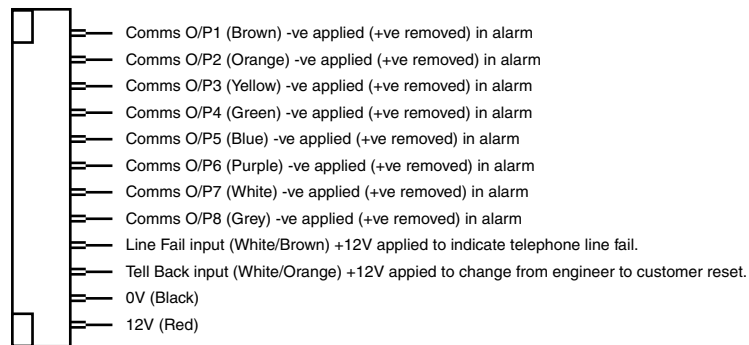 Comms O/P1 (Brown) -ve applied (+ve removed) in alarm
Comms O/P2 (Orange) -ve applied (+ve removed) in alarm
Comms O/P3 (Yellow) -ve applied (+ve removed) in alarm
Comms O/P4 (Green) -ve applied (+ve removed) in alarm
Comms O/P5 (Blue) -ve applied (+ve removed) in alarm
Comms O/P6 (Purple) -ve applied (+ve removed) in alarm
Comms O/P7 (White) -ve applied (+ve removed) in alarm
Comms O/P8 (Grey) -ve applied (+ve removed) in alarm
Line Fail input (White/Brown) +12V applied to indicate telephone line fail.
Tell Back input (White/Orange) +12V appied to change from engineer to customer reset.
0V (Black)
12V (Red)